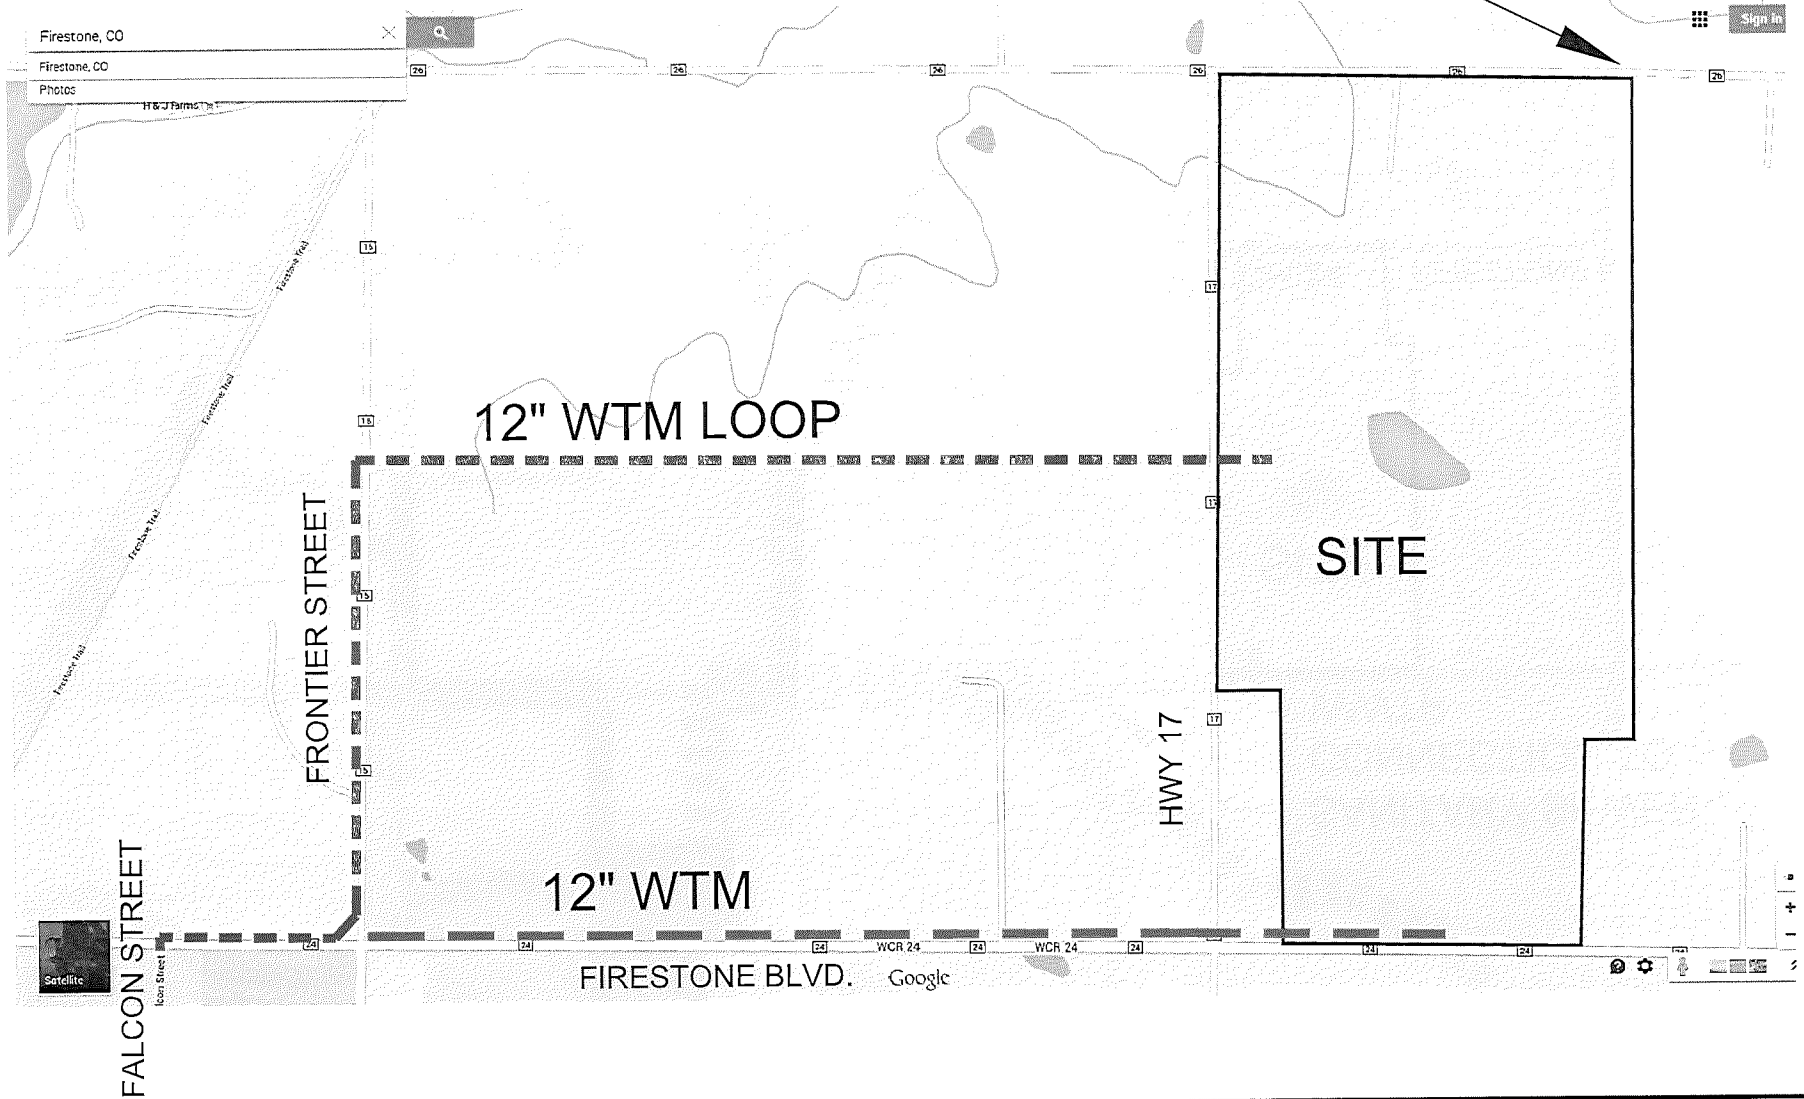 Firestone, CO
Sign in
Firestone, CO
Photos
H & J Farms
26
26
26
26
26
26
15
Firestone Trail
17
Firestone Trail
12" WTM LOOP
15
17
Firestone Trail
SITE
FRONTIER STREET
15
Firestone Trail
HWY 17
17
15
12" WTM
FALCON STREET
Satellite
Icon Street
24
24
24
WCR 24
24
WCR 24
24
24
24
FIRESTONE BLVD.
Google